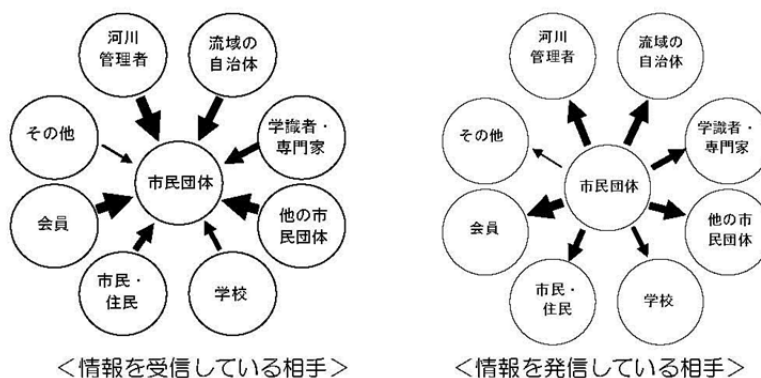 河川
管理者
流域の
自治体
その他
学識者・
専門家
市民団体
会員
他の市
民団体
市民・
住民
学校
＜情報を受信している相手＞
河川
管理者
流域の
自治体
その他
学識者・
専門家
市民団体
会員
他の市
民団体
市民・
住民
学校
＜情報を発信している相手＞